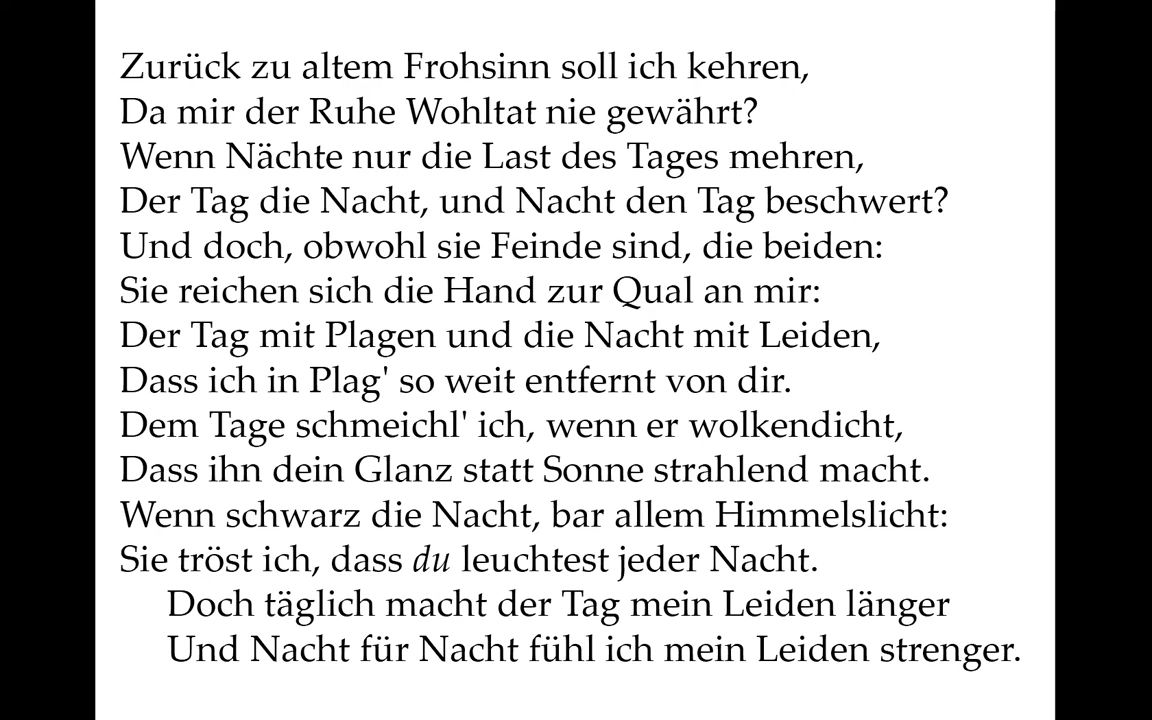 Zurück zu altem Frohsinn soll ich kehren,
Da mir der Ruhe Wohltat nie gewährt?
Wenn Nächte nur die Last des Tages mehren,
Der Tag die Nacht, und Nacht den Tag beschwert?
Und doch, obwohl sie Feinde sind, die beiden:
Sie reichen sich die Hand zur Qual an mir:
Der Tag mit Plagen und die Nacht mit Leiden,
Dass ich in Plag' so weit entfernt von dir.
Dem Tage schmeichl' ich, wenn er wolkendicht,
Dass ihn dein Glanz statt Sonne strahlend macht.
Wenn schwarz die Nacht, bar allem Himmelslicht:
Sie tröst ich, dass du leuchtest jeder Nacht.
Doch täglich macht der Tag mein Leiden länger
Und Nacht für Nacht fühl ich mein Leiden strenger.